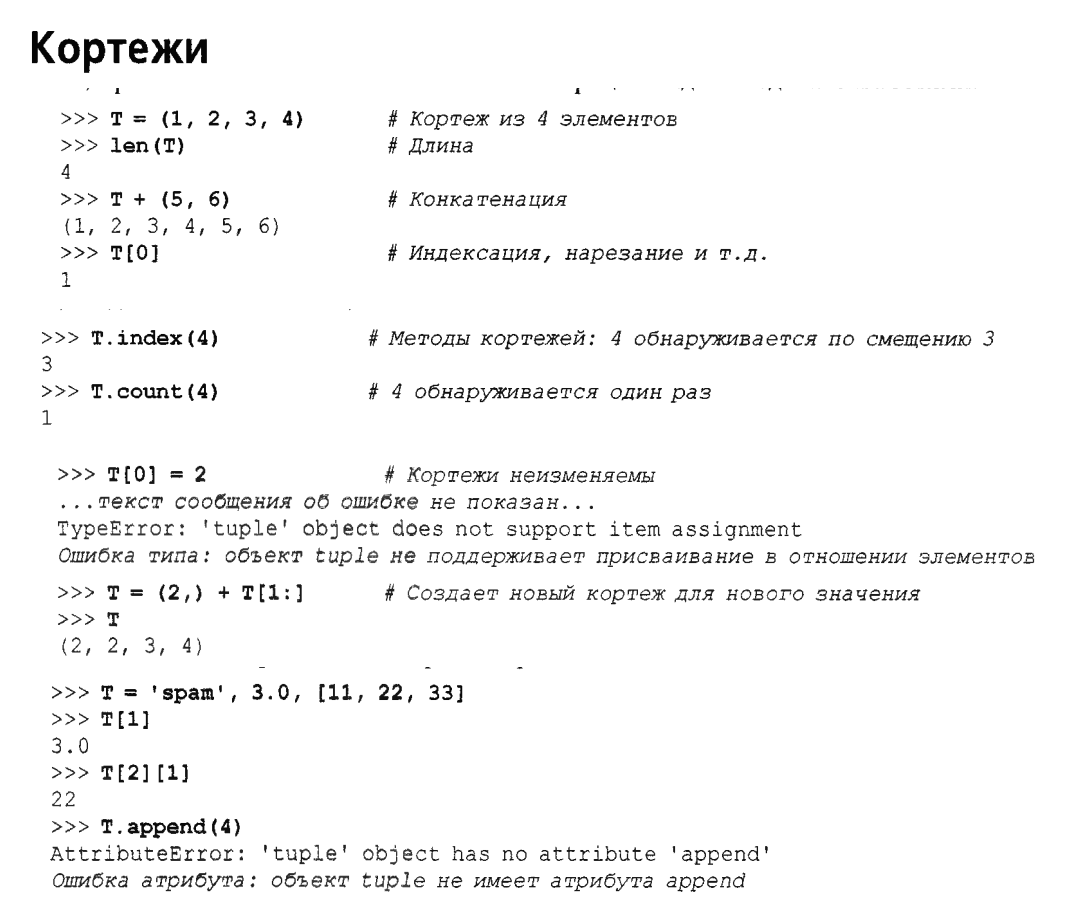 Кортежи
>>> T = (1, 2, 3, 4) # Кортеж из 4 элементов
>>> len(T) # Длина
4
>>> T + (5, 6) # Конкатенация
(1, 2, 3, 4, 5, 6)
>>> T[0] # Индексация, нарезание и т.д.
1
>>> T.index(4) # Методы кортежей: 4 обнаруживается по смещению 3
3
>>> T.count(4) # 4 обнаруживается один раз
1
>>> T[0] = 2 # Кортежи неизменяемы
...текст сообщения об ошибке не показан...
TypeError: 'tuple' object does not support item assignment
Ошибка типа: объект tuple не поддерживает присваивание в отношении элементов
>>> T = (2,) + T[1:] # Создает новый кортеж для нового значения
>>> T
(2, 2, 3, 4)
>>> T = 'spam', 3.0, [11, 22, 33]
>>> T[1]
3.0
>>> T[2][1]
22
>>> T.append(4)
AttributeError: 'tuple' object has no attribute 'append'
Ошибка атрибута: объект tuple не имеет атрибута append